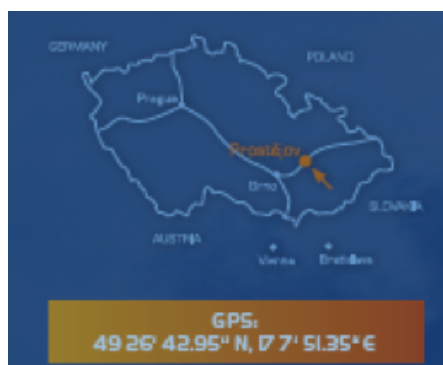 GERMANY
POLAND
Prague
Prostějov
Brno
SLOVAKIA
AUSTRIA
Vienna
Bratislava
GPS:
49 26' 42.95" N, 17 7' 51.35" E